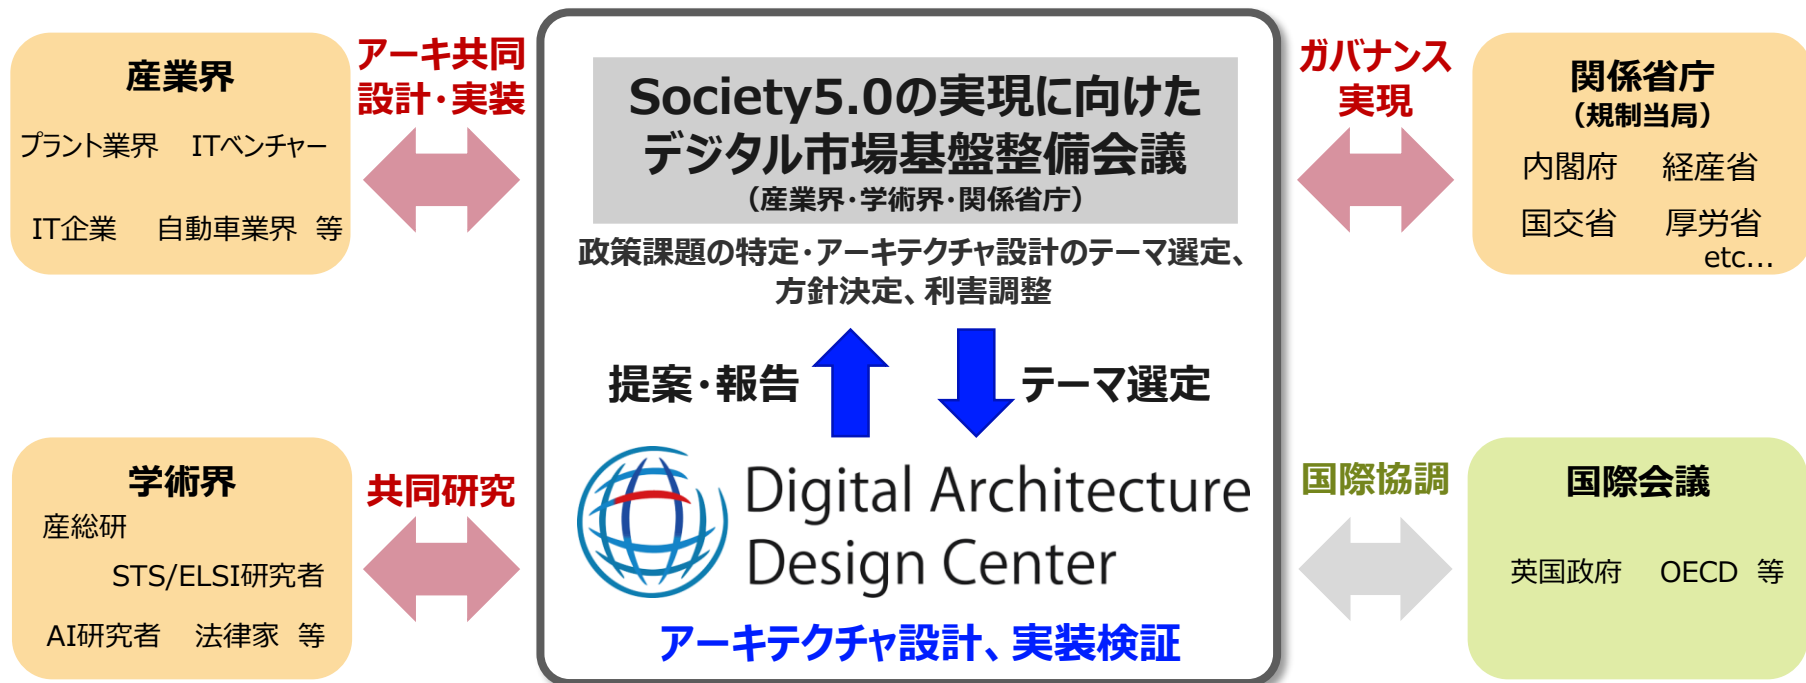 産業界
プラント業界 ITベンチャー
IT企業 自動車業界 等
アーキ共同
設計・実装
Society5.0の実現に向けた
デジタル市場基盤整備会議
（産業界・学術界・関係省庁）
政策課題の特定・アーキテクチャ設計のテーマ選定、
方針決定、利害調整
提案・報告
テーマ選定
Digital Architecture
Design Center
アーキテクチャ設計、実装検証
ガバナンス
実現
関係省庁
（規制当局）
内閣府 経産省
国交省 厚労省
etc...
学術界
産総研
STS/ELSI研究者
AI研究者 法律家 等
共同研究
国際協調
国際会議
英国政府 OECD 等